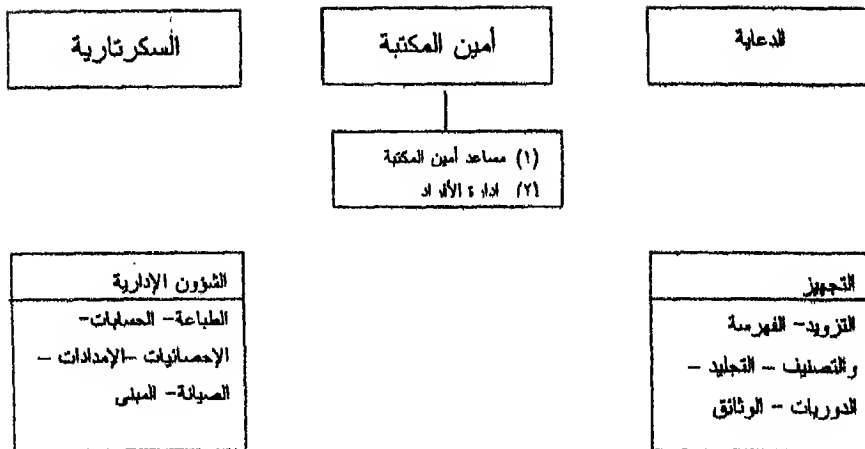 الدعاية
أمين المكتبة
السكرتارية
(١) مساعد أمين المكتبة
(٢) ادارة الأفراد
التجهيز
التزويد- الفهرسة
والتصنيف - التجليد -
الدوريات - الوثائق
الشؤون الإدارية
الطباعة- الحسابات-
الإحصائيات -الإمدادات -
الصيانة- المبنى